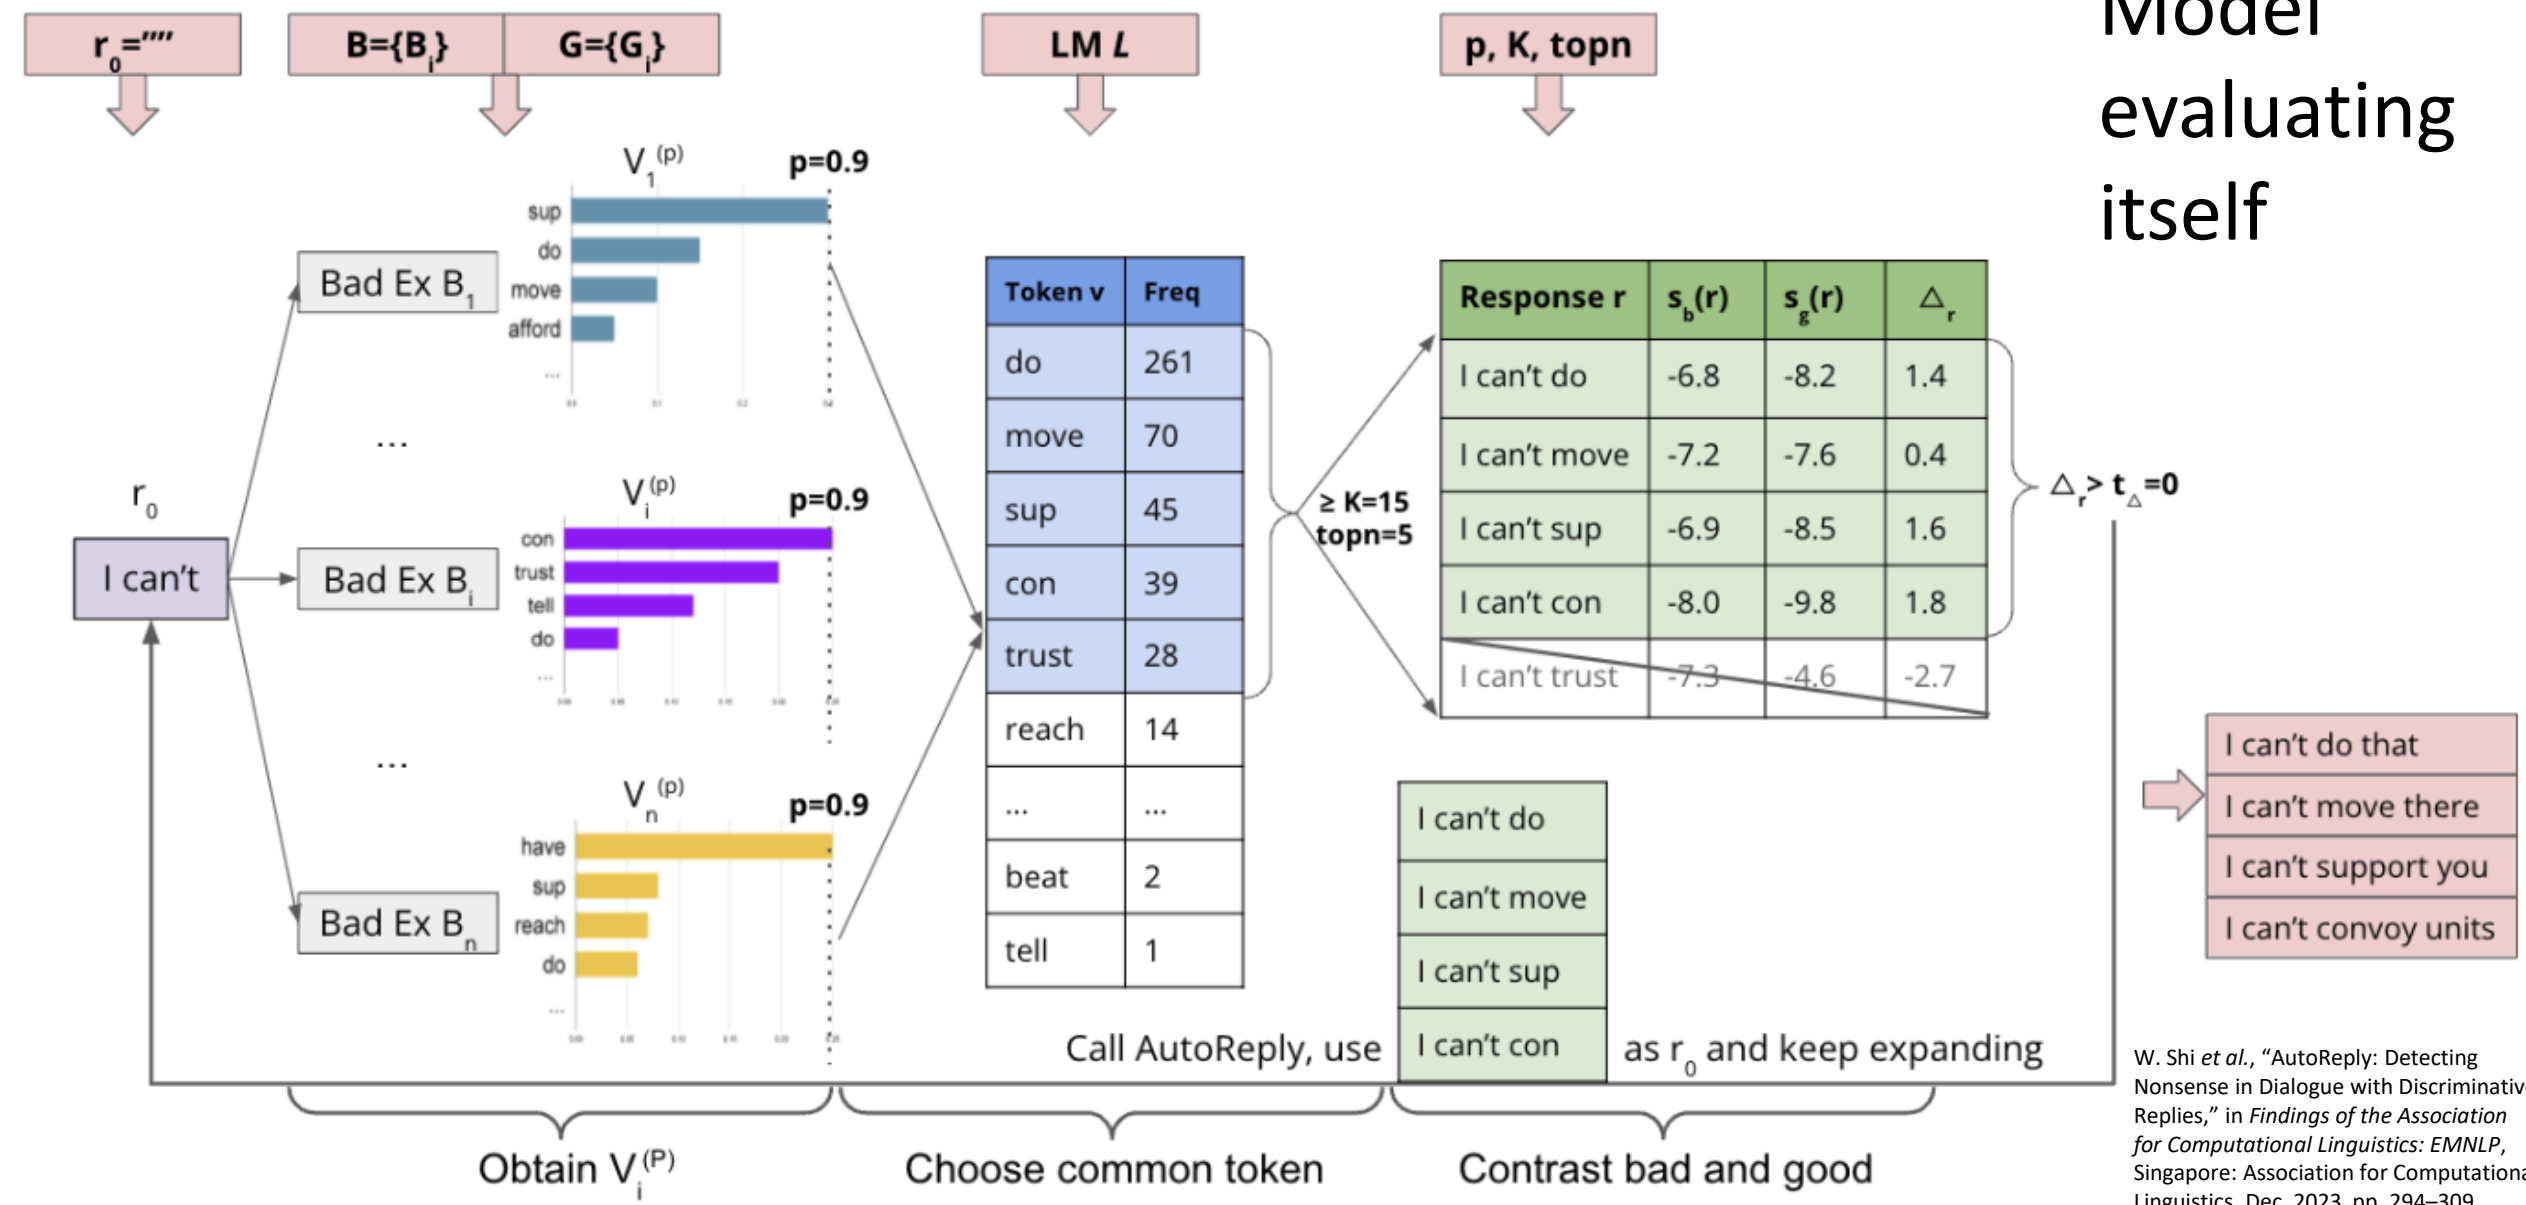 r0=""
B={Bi}
G={Gi}
LM L
p, K, topn
Model
evaluating
itself
V1(p)
p=0.9
sup
do
move
afford
...
Bad Ex B1
...
Vi(p)
p=0.9
con
trust
tell
do
...
r0
I can't
Bad Ex Bi
...
Vn(p)
p=0.9
have
sup
reach
do
...
Bad Ex Bn
Token v Freq
do 261
move 70
sup 45
con 39
trust 28
reach 14
... ...
beat 2
tell 1
≥ K=15
topn=5
Response r sb(r) sg(r) △r
I can't do -6.8 -8.2 1.4
I can't move -7.2 -7.6 0.4
I can't sup -6.9 -8.5 1.6
I can't con -8.0 -9.8 1.8
I can't trust -7.3 -4.6 -2.7
△r> t△=0
Call AutoReply, use
I can't do
I can't move
I can't sup
I can't con
as r0 and keep expanding
I can't do that
I can't move there
I can't support you
I can't convoy units
Obtain Vi(P)
Choose common token
Contrast bad and good
W. Shi et al., “AutoReply: Detecting
Nonsense in Dialogue with Discriminative
Replies,” in Findings of the Association
for Computational Linguistics: EMNLP,
Singapore: Association for Computational
Linguistics, Dec. 2023, pp. 294–309.